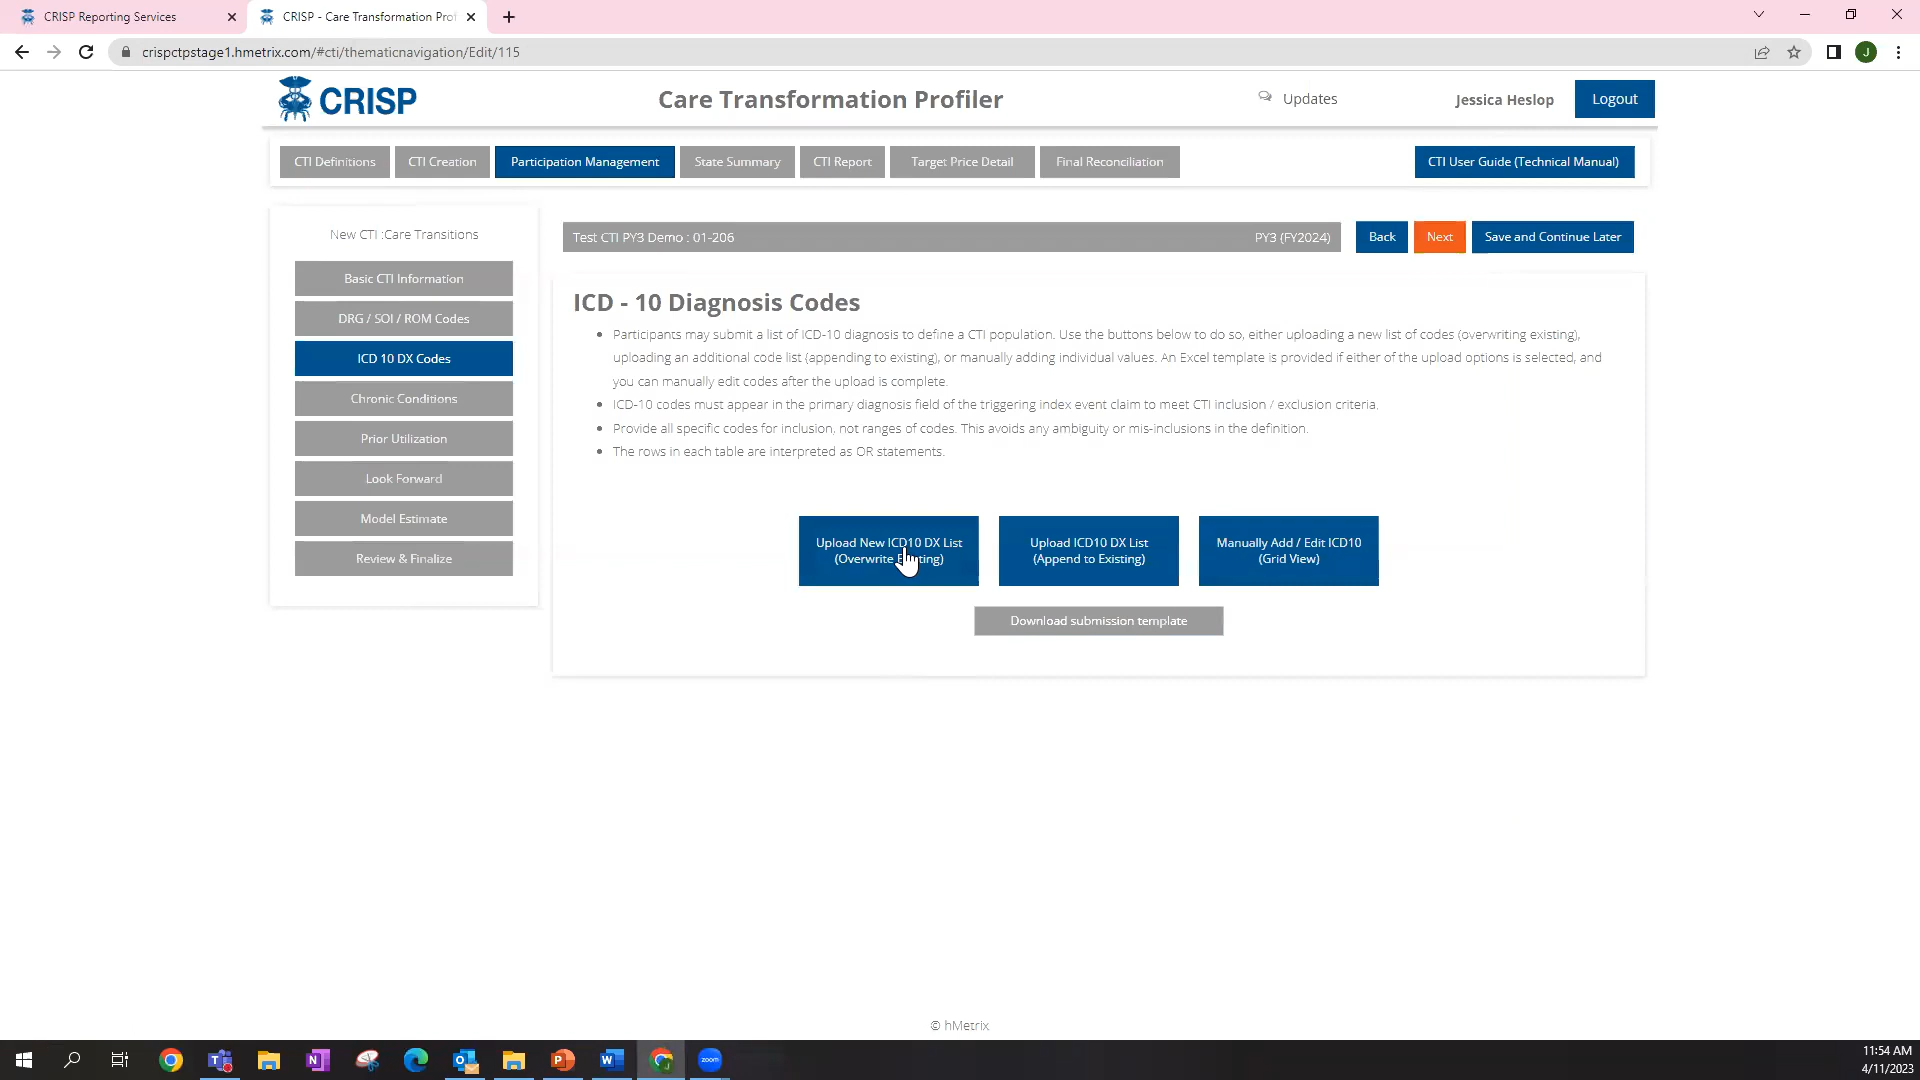 CRISP Reporting Services
CRISP - Care Transformation Prof
crispctpstage1.hmetrix.com/#cti/thematicnavigation/Edit/115
J
CRISP
Care Transformation Profiler
Updates
Jessica Heslop
Logout
CTI Definitions
CTI Creation
Participation Management
State Summary
CTI Report
Target Price Detail
Final Reconciliation
CTI User Guide (Technical Manual)
New CTI :Care Transitions
Basic CTI Information
DRG / SOI / ROM Codes
ICD 10 DX Codes
Chronic Conditions
Prior Utilization
Look Forward
Model Estimate
Review & Finalize
Test CTI PY3 Demo : 01-206
PY3 (FY2024)
Back
Next
Save and Continue Later
ICD - 10 Diagnosis Codes
Participants may submit a list of ICD-10 diagnosis to define a CTI population. Use the buttons below to do so, either uploading a new list of codes (overwriting existing),
uploading an additional code list (appending to existing), or manually adding individual values. An Excel template is provided if either of the upload options is selected, and
you can manually edit codes after the upload is complete.
ICD-10 codes must appear in the primary diagnosis field of the triggering index event claim to meet CTI inclusion / exclusion criteria.
Provide all specific codes for inclusion, not ranges of codes. This avoids any ambiguity or mis-inclusions in the definition.
The rows in each table are interpreted as OR statements.
Upload New ICD10 DX List
(Overwrite Existing)
Upload ICD10 DX List
(Append to Existing)
Manually Add / Edit ICD10
(Grid View)
Download submission template
© hMetrix
zoom
11:54 AM
4/11/2023